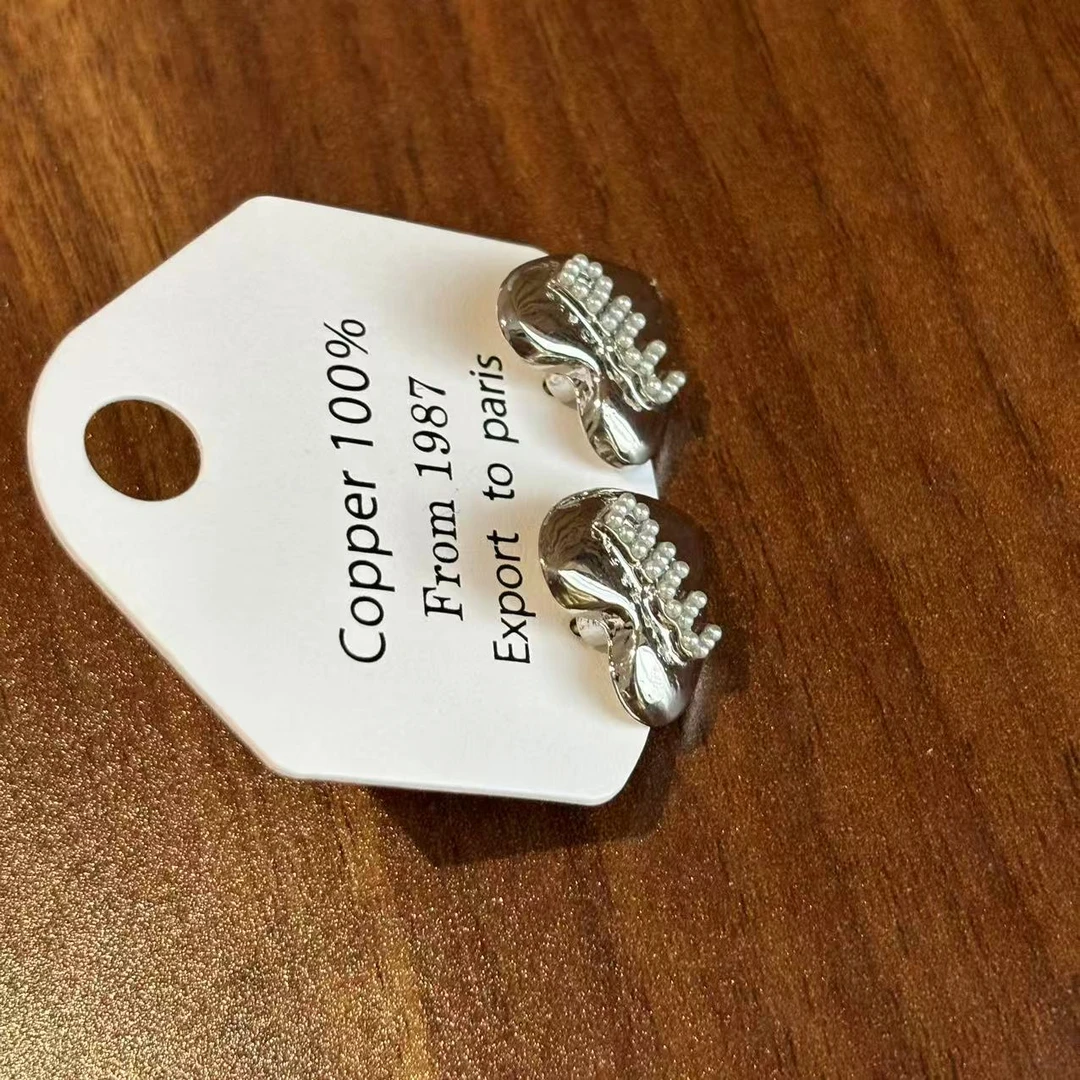 Copper 100%
From 1987
Export to paris